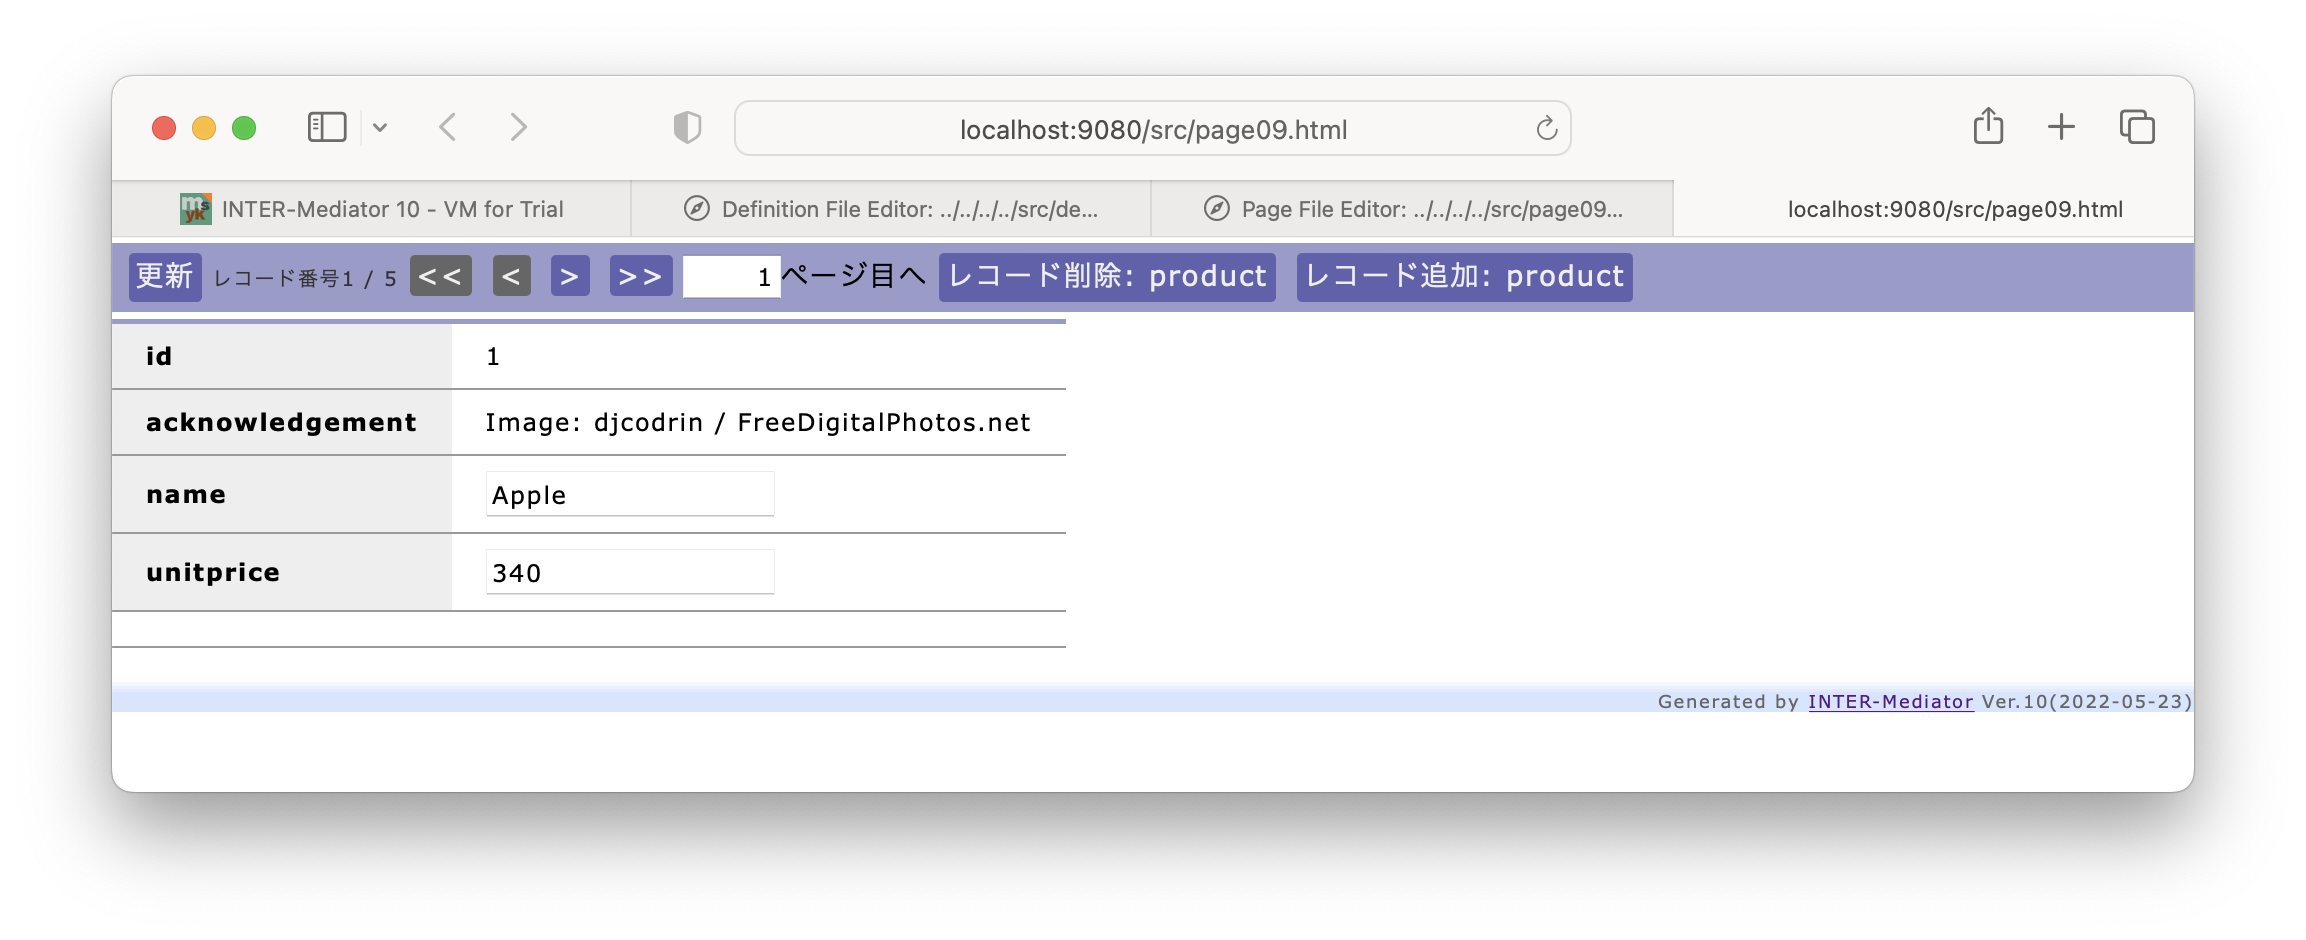 localhost:9080/src/page09.html
INTER-Mediator 10 - VM for Trial
Definition File Editor: ../../../../src/de...
Page File Editor: ../../../../src/page09...
localhost:9080/src/page09.html
更新 レコード番号1 / 5 << < > >> 1 ページ目へ レコード削除: product レコード追加: product
id 1
acknowledgement Image: djcodrin / FreeDigitalPhotos.net
name Apple
unitprice 340
Generated by INTER-Mediator Ver.10(2022-05-23)